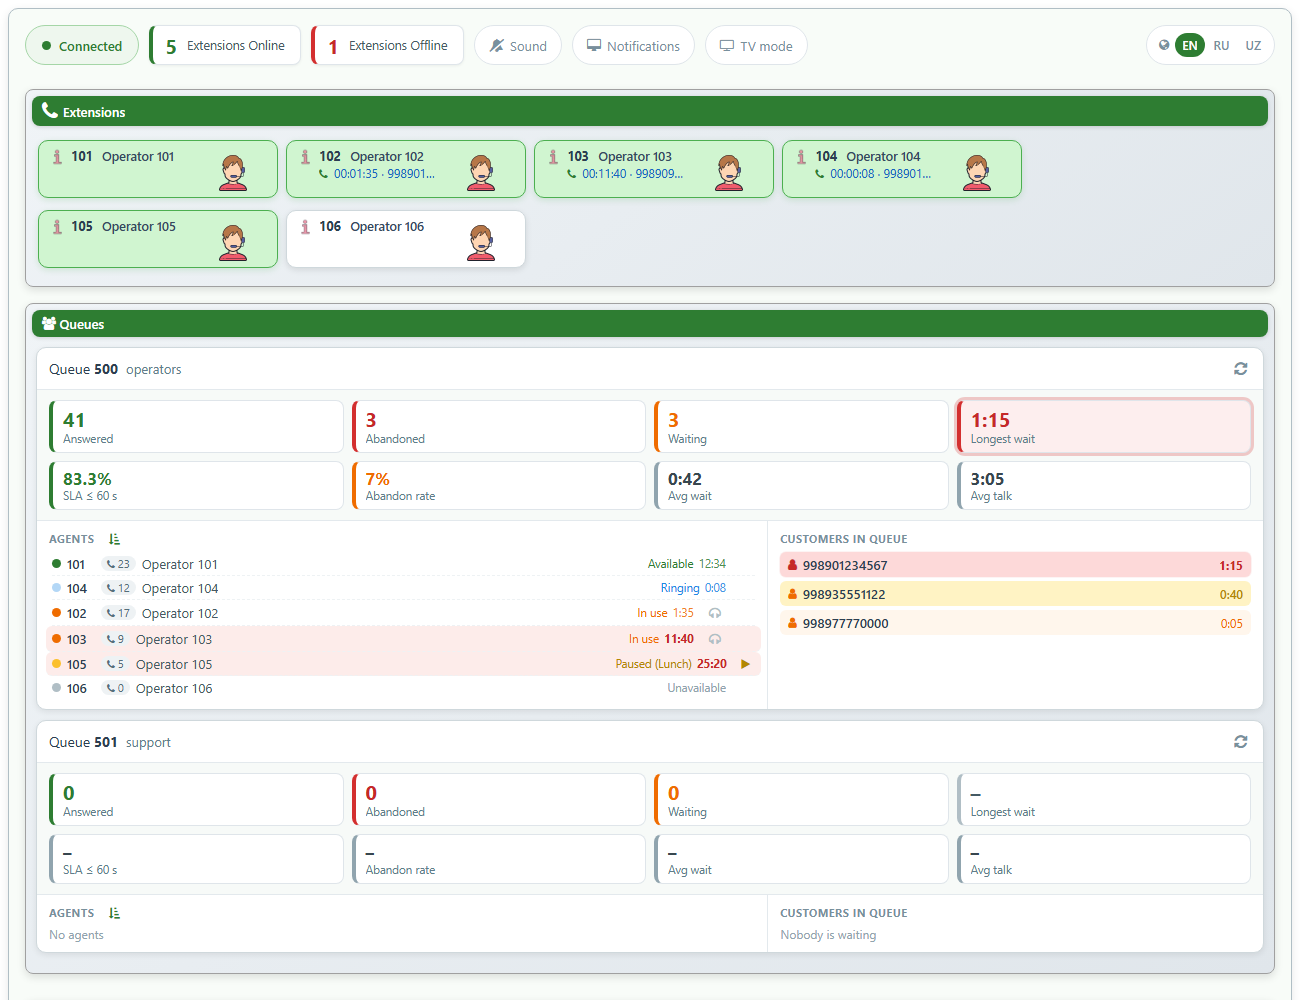 Connected
5 Extensions Online
1 Extensions Offline
Sound
Notifications
TV mode
EN RU UZ
Extensions
101 Operator 101
102 Operator 102
00:01:35 · 998901...
103 Operator 103
00:11:40 · 998909...
104 Operator 104
00:00:08 · 998901...
105 Operator 105
106 Operator 106
Queues
Queue 500 operators
41
Answered
3
Abandoned
3
Waiting
1:15
Longest wait
83.3%
SLA ≤ 60 s
7%
Abandon rate
0:42
Avg wait
3:05
Avg talk
AGENTS
101 23 Operator 101 Available 12:34
104 12 Operator 104 Ringing 0:08
102 17 Operator 102 In use 1:35
103 9 Operator 103 In use 11:40
105 5 Operator 105 Paused (Lunch) 25:20
106 0 Operator 106 Unavailable
CUSTOMERS IN QUEUE
998901234567 1:15
998935551122 0:40
998977770000 0:05
Queue 501 support
0
Answered
0
Abandoned
0
Waiting
–
Longest wait
–
SLA ≤ 60 s
–
Abandon rate
–
Avg wait
–
Avg talk
AGENTS
No agents
CUSTOMERS IN QUEUE
Nobody is waiting